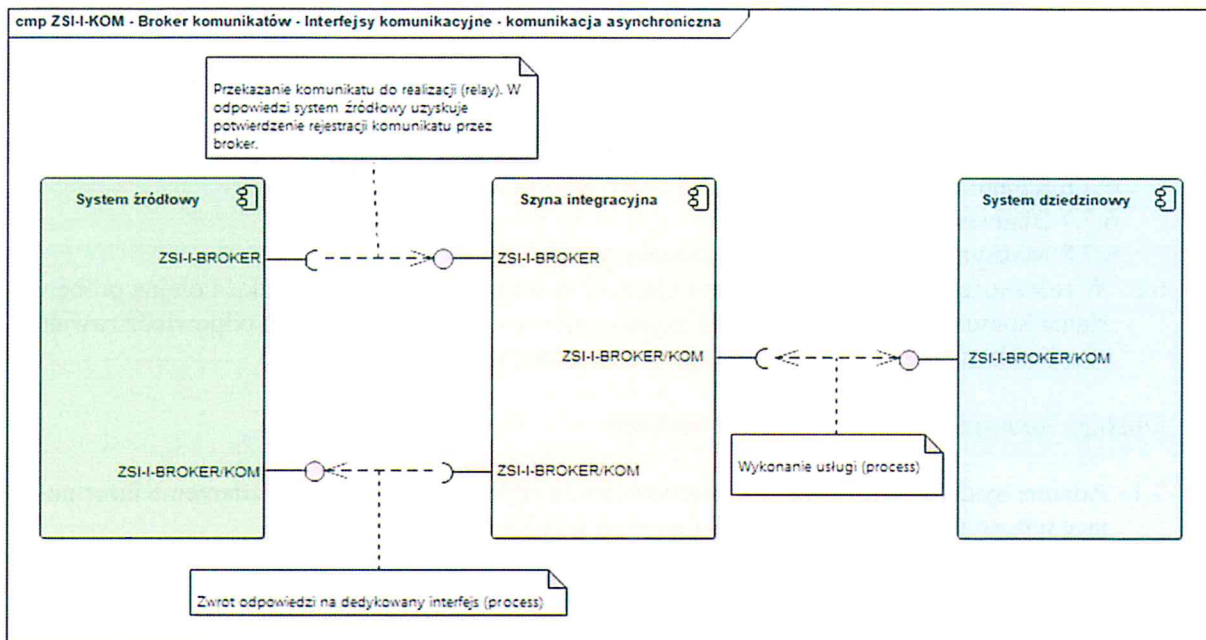 cmp ZSI-I-KOM - Broker komunikatów - Interfejsy komunikacyjne - komunikacja asynchroniczna
Przekazanie komunikatu do realizacji (relay). W
odpowiedzi system źródłowy uzyskuje
potwierdzenie rejestracji komunikatu przez
broker.
System źródłowy
Szyna integracyjna
System dziedzinowy
ZSI-I-BROKER
ZSI-I-BROKER
ZSI-I-BROKER/KOM
ZSI-I-BROKER/KOM
ZSI-I-BROKER/KOM
ZSI-I-BROKER/KOM
Wykonanie usługi (process)
Zwrot odpowiedzi na dedykowany interfejs (process)